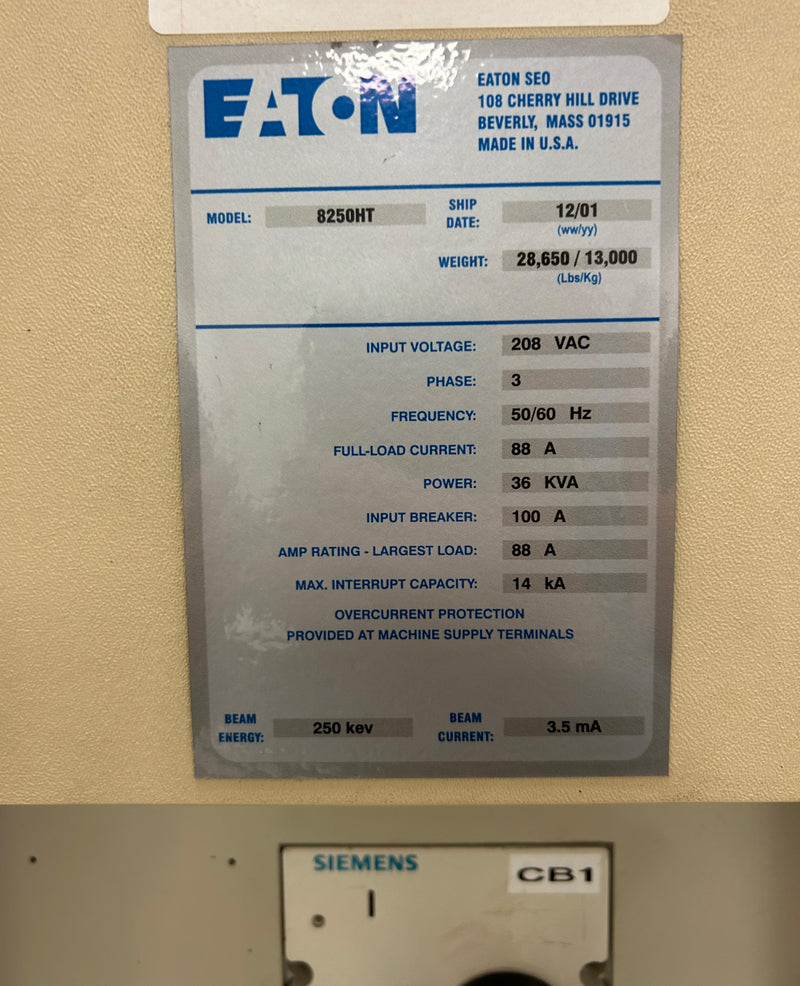 EATON
EATON SEO
108 CHERRY HILL DRIVE
BEVERLY, MASS 01915
MADE IN U.S.A.
MODEL: 8250HT
SHIP DATE: 12/01
(ww/yy)
WEIGHT: 28,650 / 13,000
(Lbs/Kg)
INPUT VOLTAGE: 208 VAC
PHASE: 3
FREQUENCY: 50/60 Hz
FULL-LOAD CURRENT: 88 A
POWER: 36 KVA
INPUT BREAKER: 100 A
AMP RATING - LARGEST LOAD: 88 A
MAX. INTERRUPT CAPACITY: 14 kA
OVERCURRENT PROTECTION
PROVIDED AT MACHINE SUPPLY TERMINALS
BEAM ENERGY: 250 kev
BEAM CURRENT: 3.5 mA
SIEMENS
CB1
I